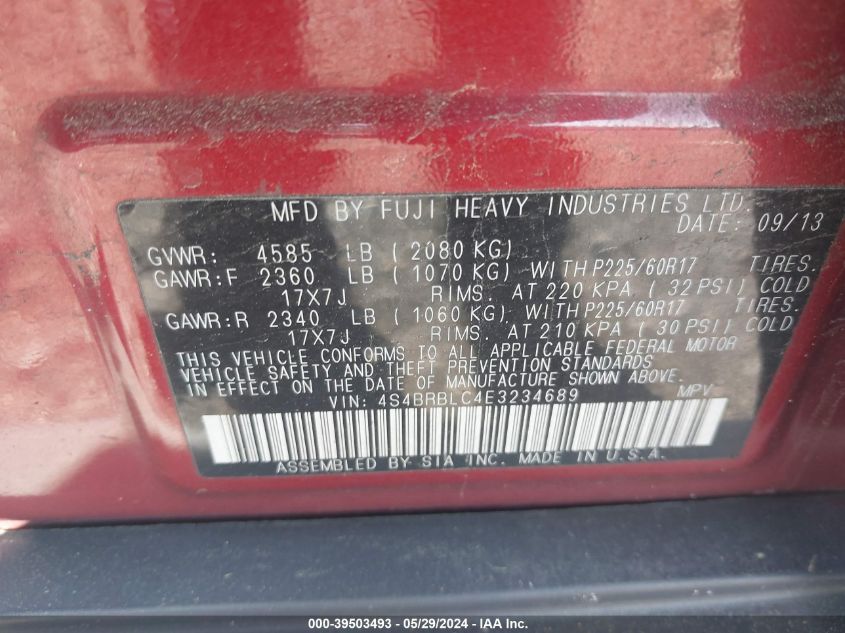 MFD BY FUJI HEAVY INDUSTRIES LTD.
DATE: 09/13
GVWR: 4585 LB ( 2080 KG)
GAWR:F 2360 LB ( 1070 KG) WITH P225/60R17 TIRES.
17X7J RIMS. AT 220 KPA ( 32 PSI) COLD
GAWR:R 2340 LB ( 1060 KG), WITH P225/60R17 TIRES.
17X7J RIMS. AT 210 KPA ( 30 PSI) COLD
THIS VEHICLE CONFORMS TO ALL APPLICABLE FEDERAL MOTOR
VEHICLE SAFETY AND THEFT PREVENTION STANDARDS
IN EFFECT ON THE DATE OF MANUFACTURE SHOWN ABOVE.
VIN: 4S4BRBLC4E3234689 MPV
ASSEMBLED BY SIA INC. MADE IN U.S.A.
000-39503493 - 05/29/2024 - IAA Inc.